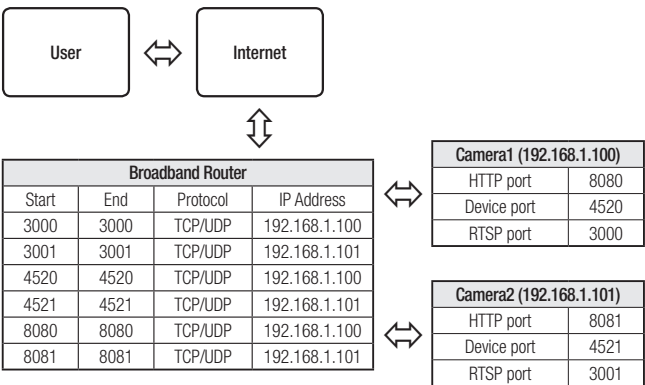 User
Internet
Broadband Router
Start End Protocol IP Address
3000 3000 TCP/UDP 192.168.1.100
3001 3001 TCP/UDP 192.168.1.101
4520 4520 TCP/UDP 192.168.1.100
4521 4521 TCP/UDP 192.168.1.101
8080 8080 TCP/UDP 192.168.1.100
8081 8081 TCP/UDP 192.168.1.101
Camera1 (192.168.1.100)
HTTP port 8080
Device port 4520
RTSP port 3000
Camera2 (192.168.1.101)
HTTP port 8081
Device port 4521
RTSP port 3001